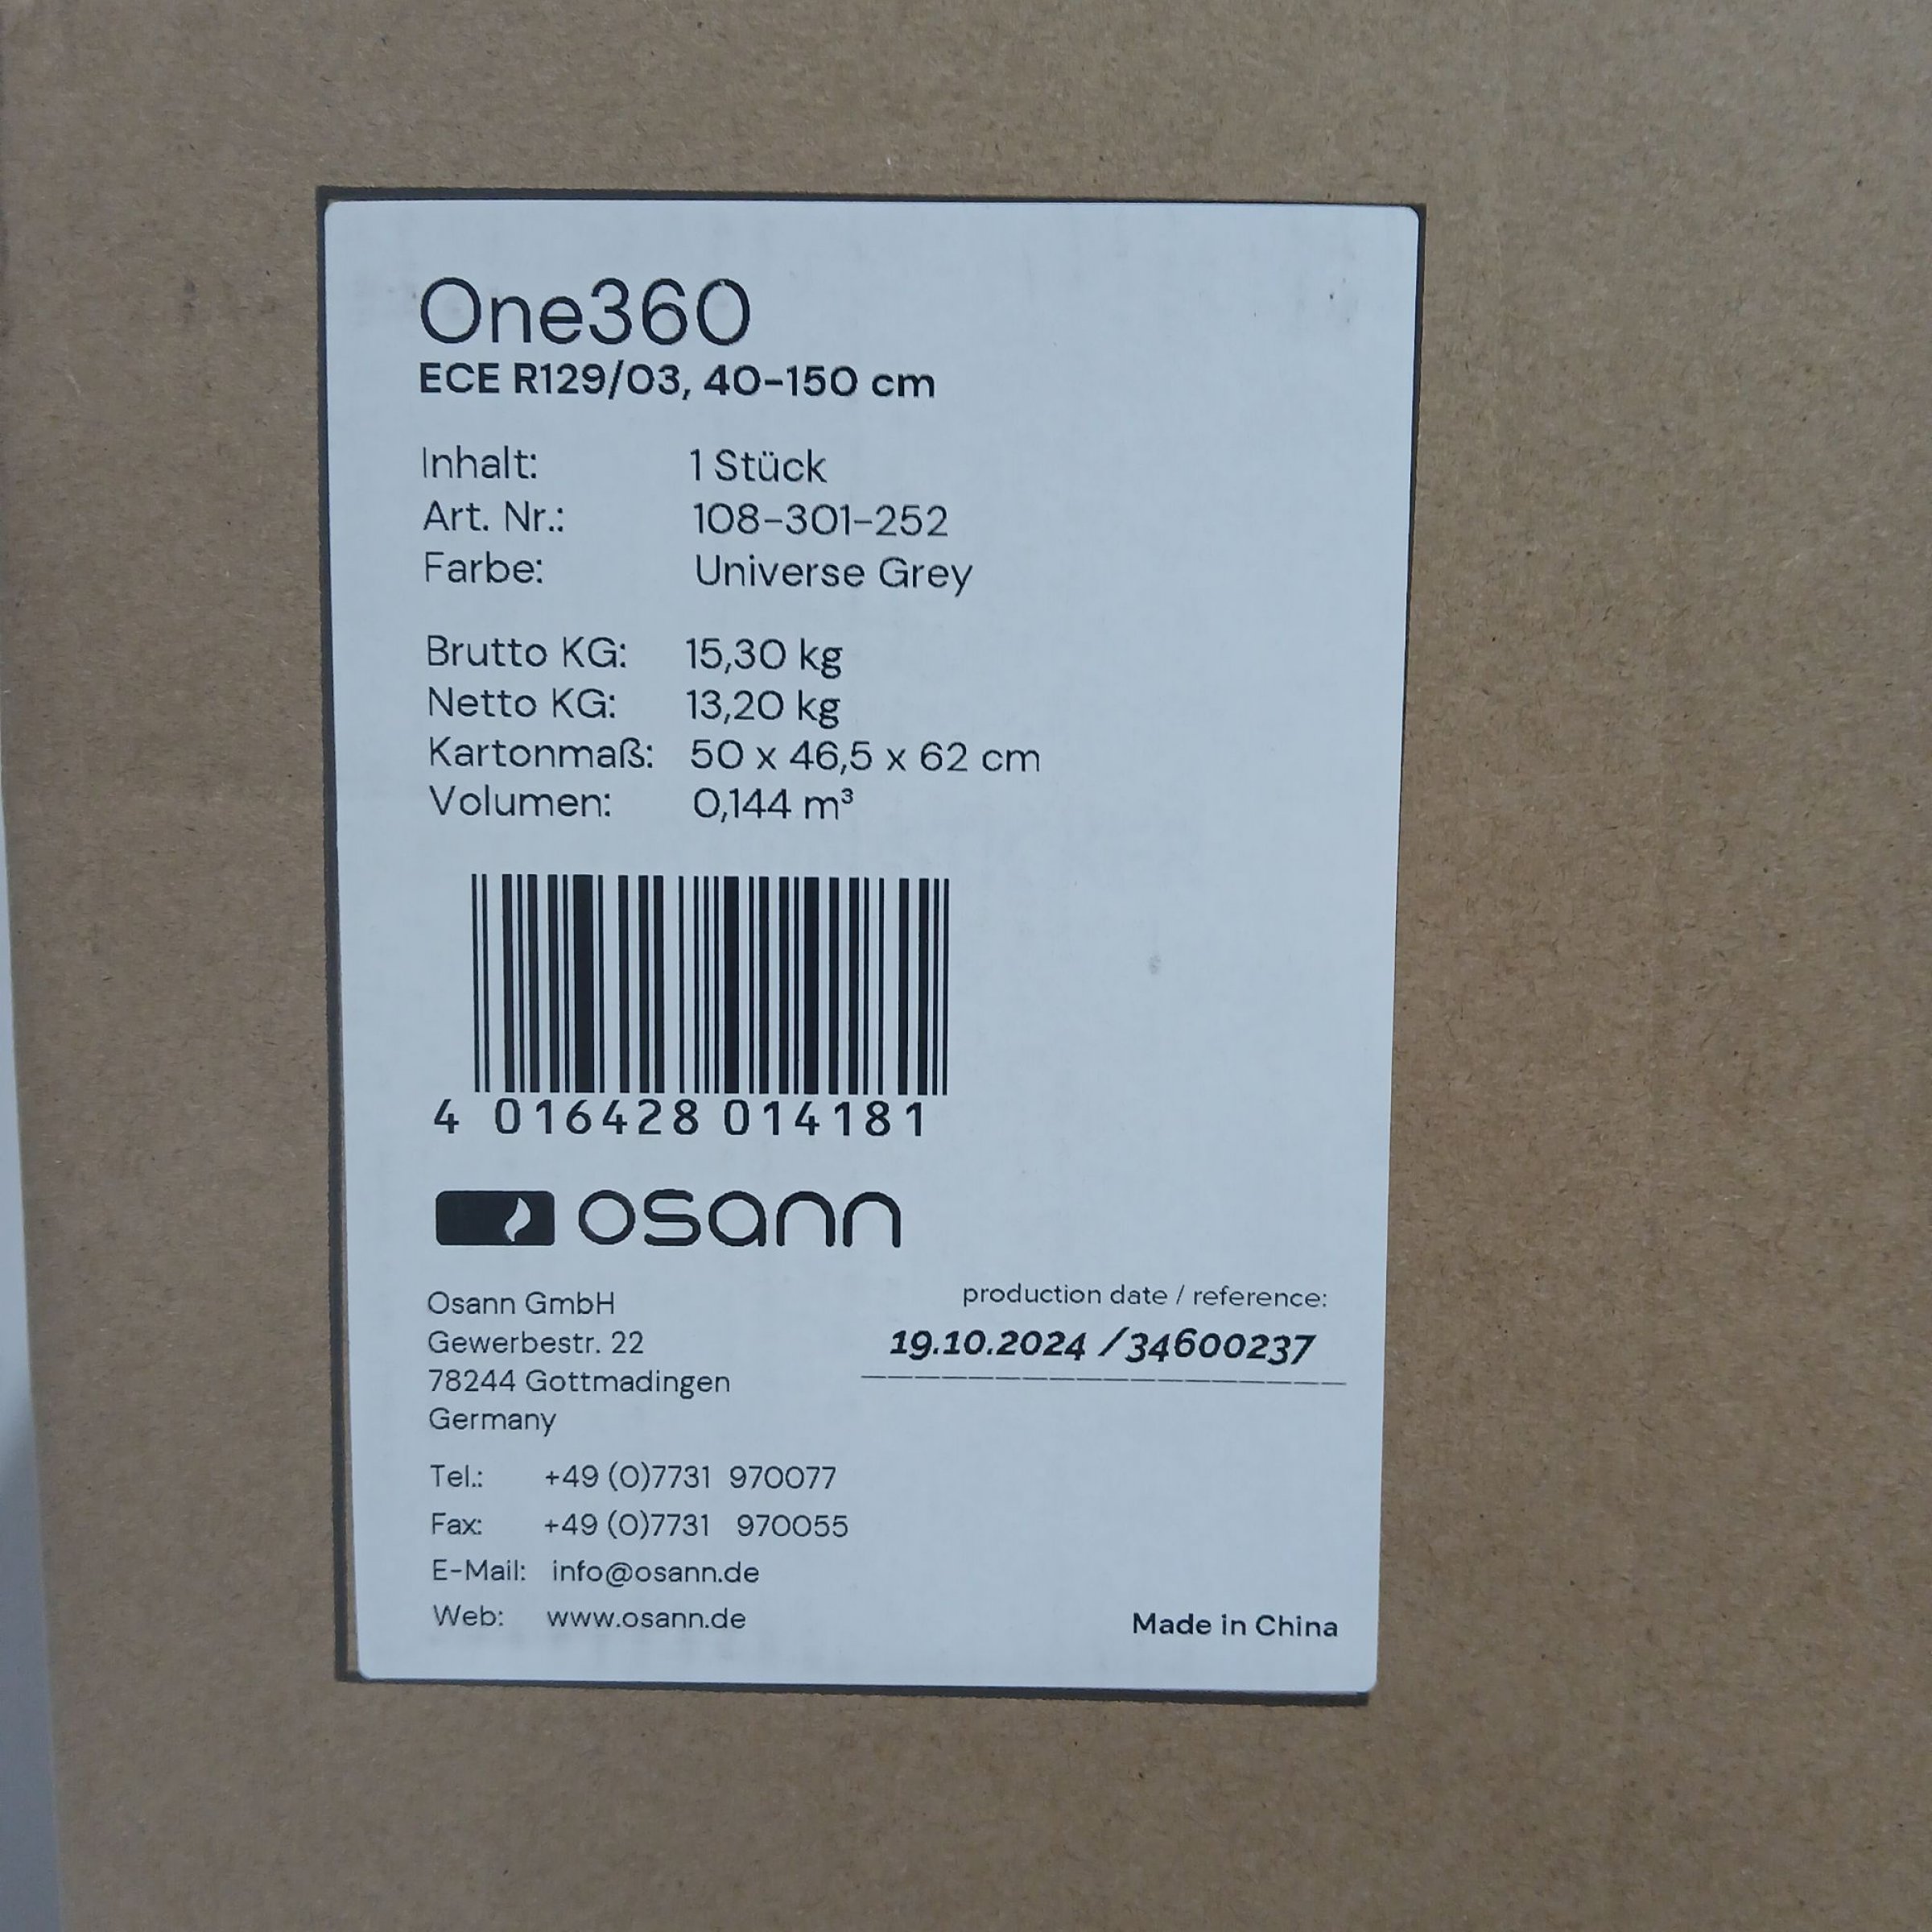 One360
ECE R129/03, 40-150 cm
Inhalt: 1 Stück
Art. Nr.: 108-301-252
Farbe: Universe Grey
Brutto KG: 15,30 kg
Netto KG: 13,20 kg
Kartonmaß: 50 x 46,5 x 62 cm
Volumen: 0,144 m³
4 016428 014181
osann
Osann GmbH
Gewerbestr. 22
78244 Gottmadingen
Germany
production date / reference:
19.10.2024 /34600237
Tel.: +49 (0)7731 970077
Fax: +49 (0)7731 970055
E-Mail: info@osann.de
Web: www.osann.de
Made in China